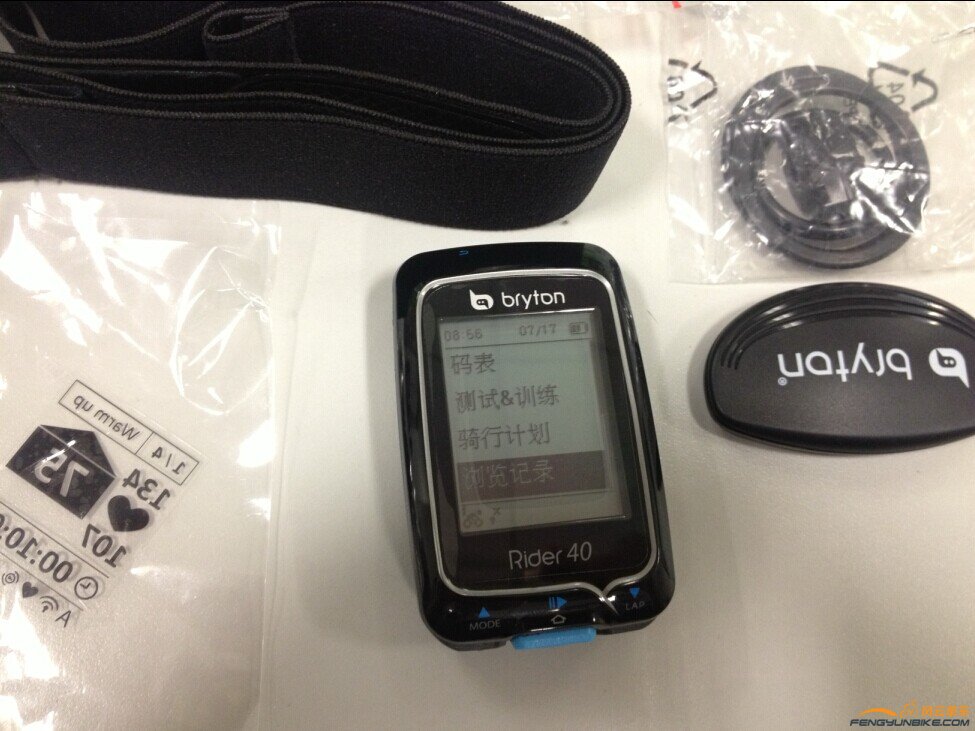 bryton
08:56 07/17
码表
测试&训练
骑行计划
浏览记录
Rider 40
MODE
LAP
bryton®
1/4 Warm up
134
75
107
00:10:0
A
FENGYUNBIKE.COM